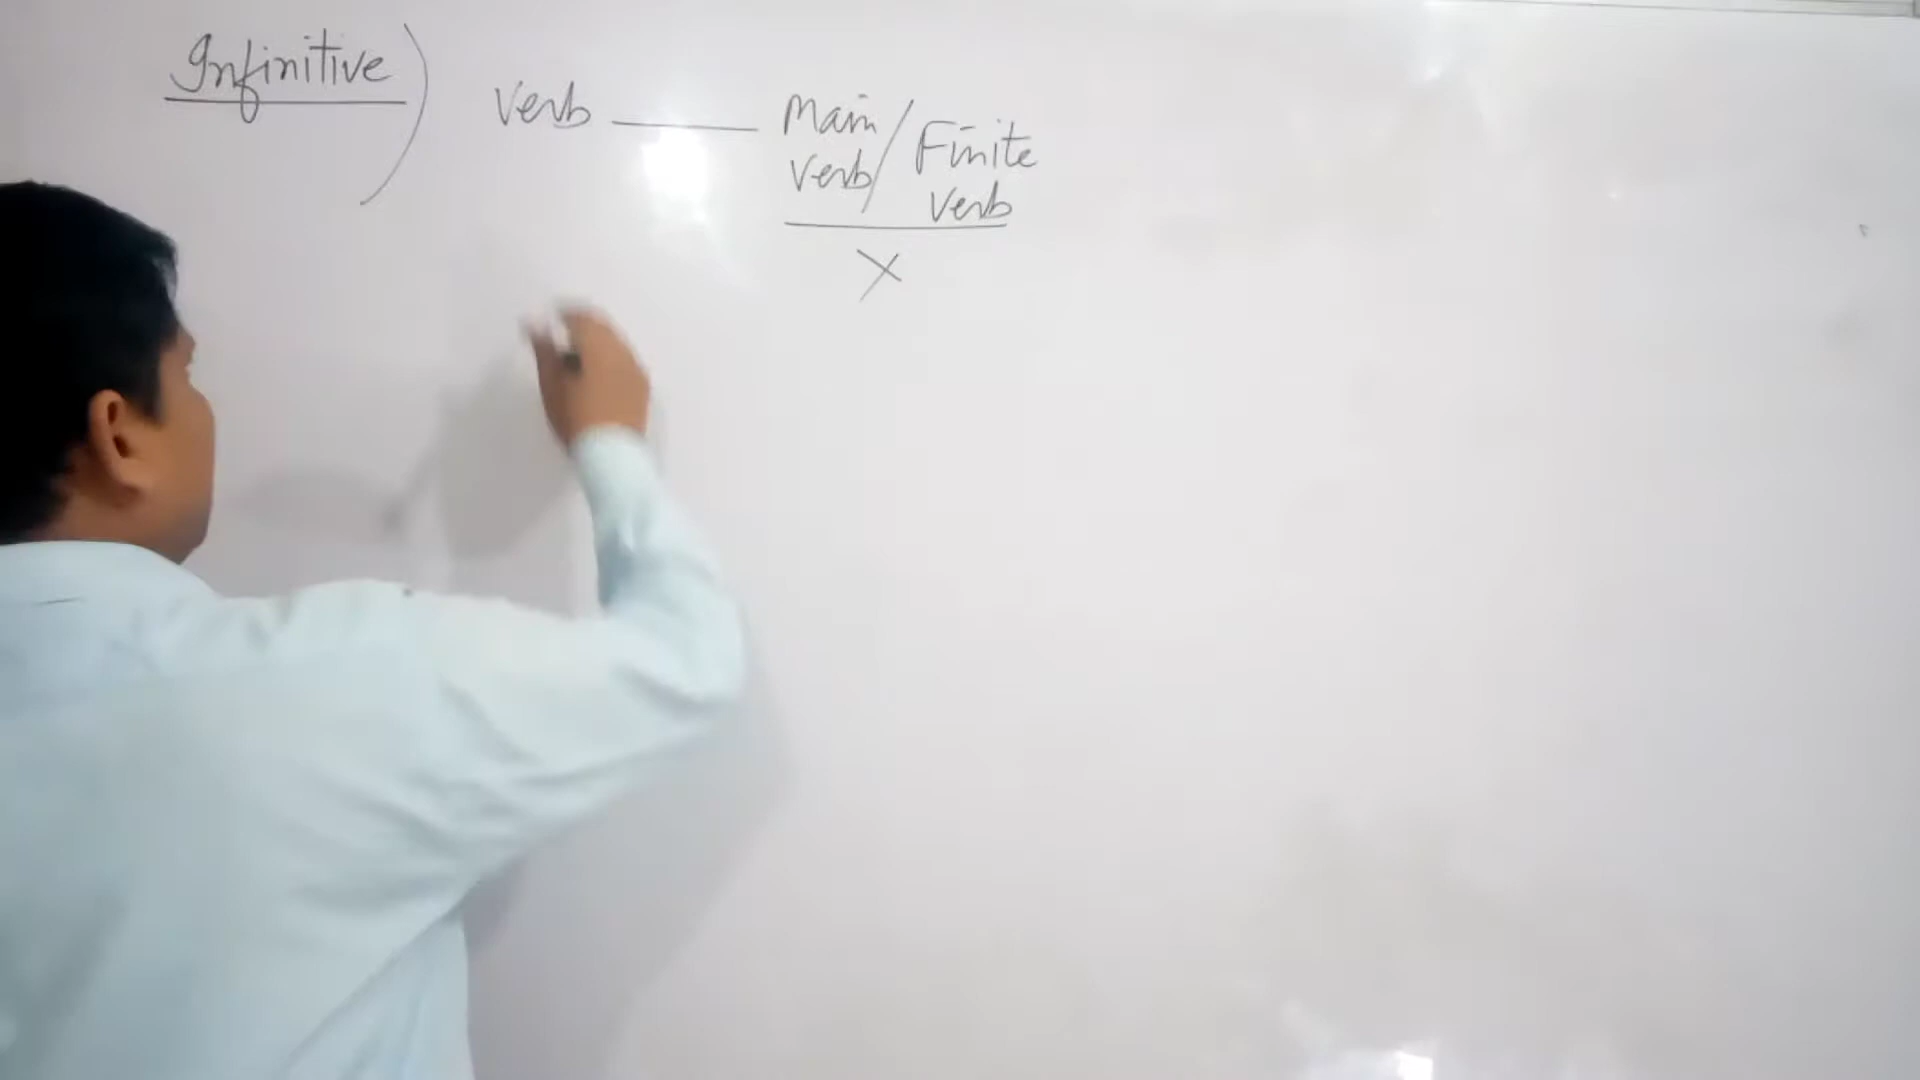 Infinitive)
Verb ——— Main Verb / Finite Verb
X